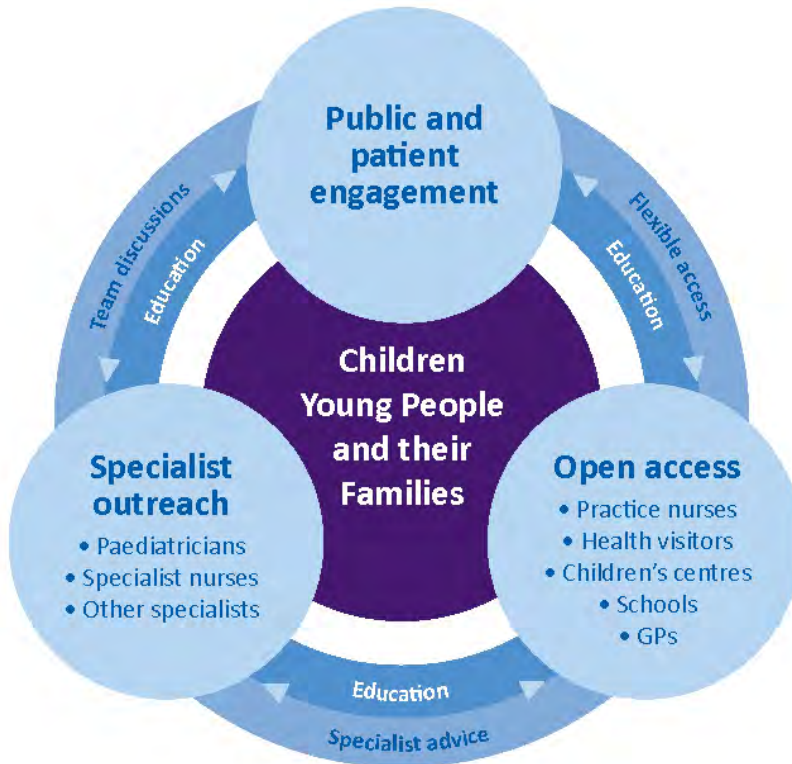 Public and
patient
engagement
Team discussions
Education
Flexible access
Education
Children
Young People
and their
Families
Specialist
outreach
• Paediatricians
• Specialist nurses
• Other specialists
Open access
• Practice nurses
• Health visitors
• Children's centres
• Schools
• GPs
Education
Specialist advice